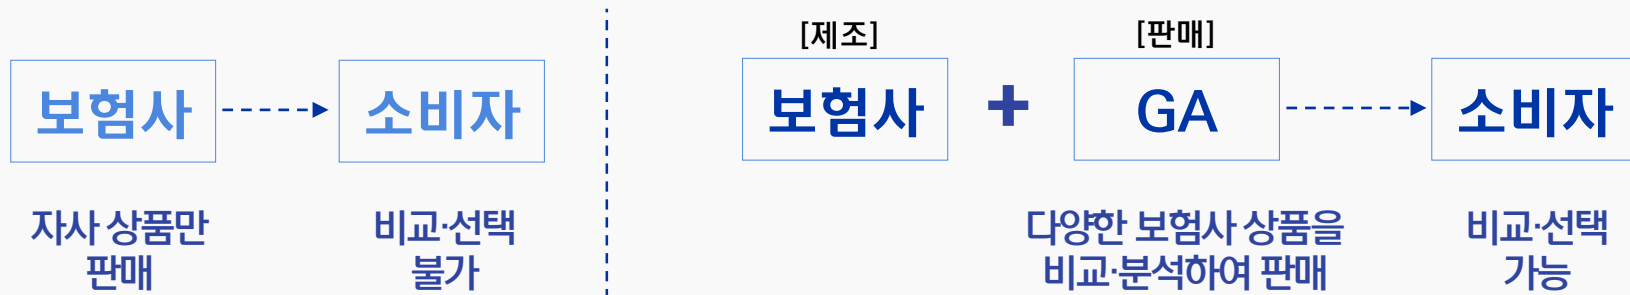 보험사
소비자
자사 상품만
판매
비교·선택
불가
[제조]
[판매]
보험사
+
GA
소비자
다양한 보험사 상품을
비교·분석하여 판매
비교·선택
가능